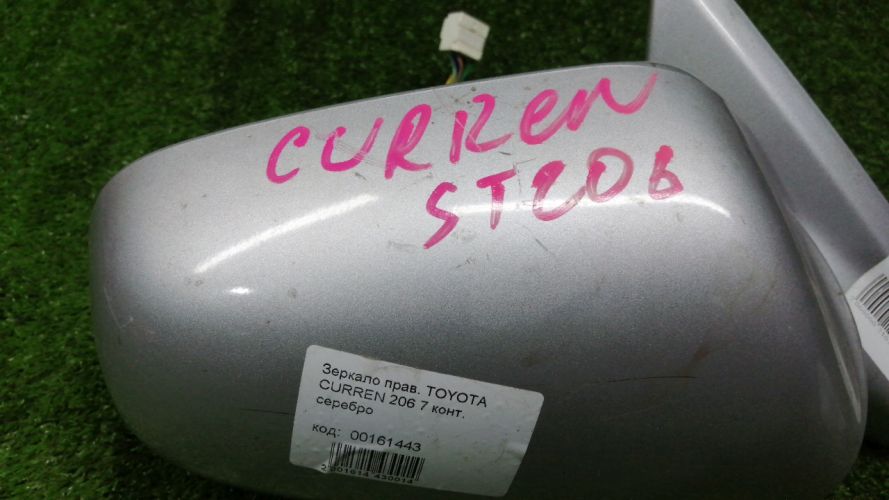 CURREN
ST206
Зеркало прав. TOYOTA
CURREN 206 7 конт.
серебро
код: 00161443